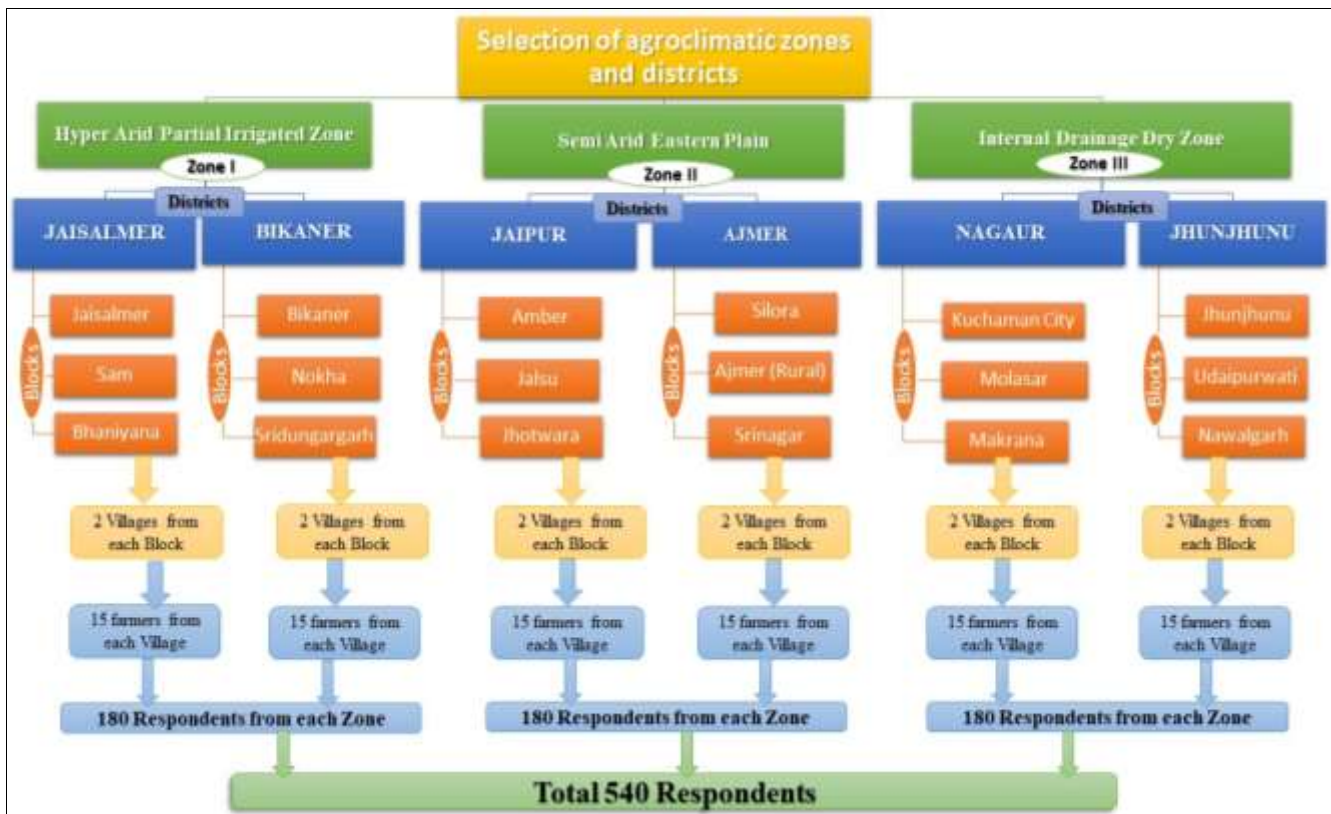 Selection of agroclimatic zones
and districts
Hyper Arid Partial Irrigated Zone
Semi Arid Eastern Plain
Internal Drainage Dry Zone
Zone I
Zone II
Zone III
Districts
Districts
Districts
JAISALMER
BIKANER
JAIPUR
AJMER
NAGAUR
JHUNJHUNU
Blocks
Jaisalmer
Sam
Bhaniyana
Blocks
Bikaner
Nokha
Sridungargarh
Blocks
Amber
Jalsu
Jhotwara
Blocks
Silora
Ajmer (Rural)
Srinagar
Blocks
Kuchaman City
Molasar
Makrana
Blocks
Jhunjhunu
Udaipurwati
Nawalgarh
2 Villages from
each Block
2 Villages from
each Block
2 Villages from
each Block
2 Villages from
each Block
2 Villages from
each Block
2 Villages from
each Block
15 farmers from
each Village
15 farmers from
each Village
15 farmers from
each Village
15 farmers from
each Village
15 farmers from
each Village
15 farmers from
each Village
180 Respondents from each Zone
180 Respondents from each Zone
180 Respondents from each Zone
Total 540 Respondents